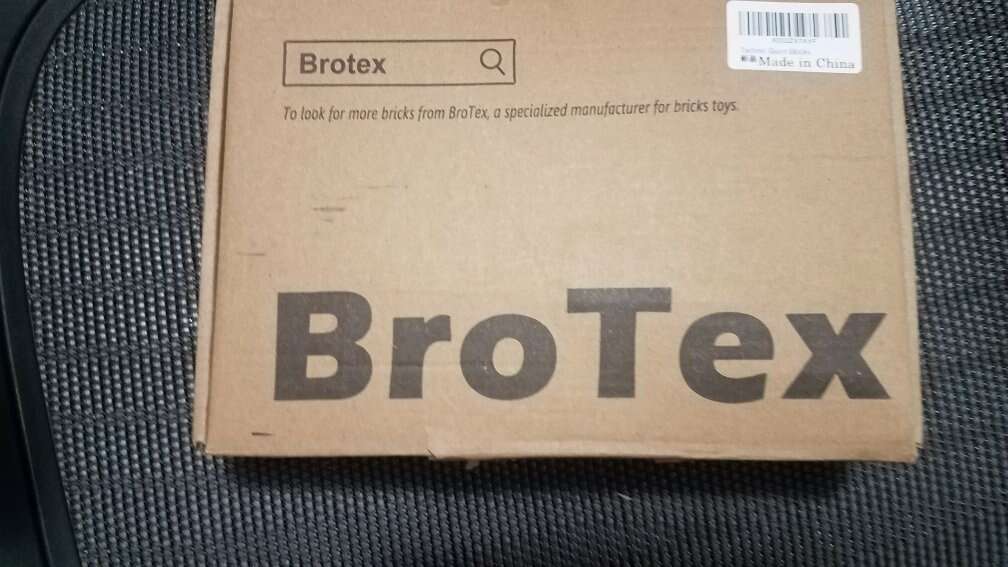 Brotex
To look for more bricks from BroTex, a specialized manufacturer for bricks toys.
Made in China
BroTex